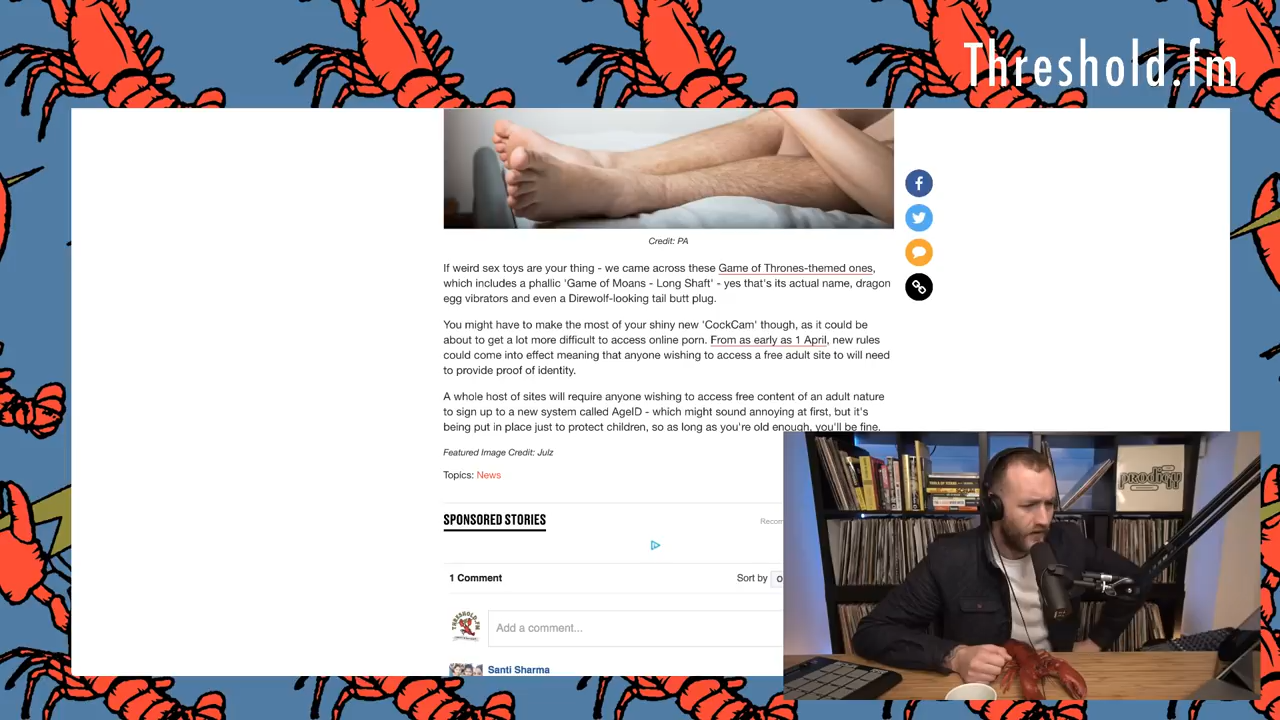 Threshold.fm
Credit: PA
If weird sex toys are your thing - we came across these Game of Thrones-themed ones,
which includes a phallic 'Game of Moans - Long Shaft' - yes that's its actual name, dragon
egg vibrators and even a Direwolf-looking tail butt plug.
You might have to make the most of your shiny new 'CockCam' though, as it could be
about to get a lot more difficult to access online porn. From as early as 1 April, new rules
could come into effect meaning that anyone wishing to access a free adult site to will need
to provide proof of identity.
A whole host of sites will require anyone wishing to access free content of an adult nature
to sign up to a new system called AgeID - which might sound annoying at first, but it's
being put in place just to protect children, so as long as you're old enough, you'll be fine.
Featured Image Credit: Julz
Topics: News
SPONSORED STORIES
Recom
1 Comment
Sort by
THRESHOLD.FM
Add a comment...
Santi Sharma
prodigy